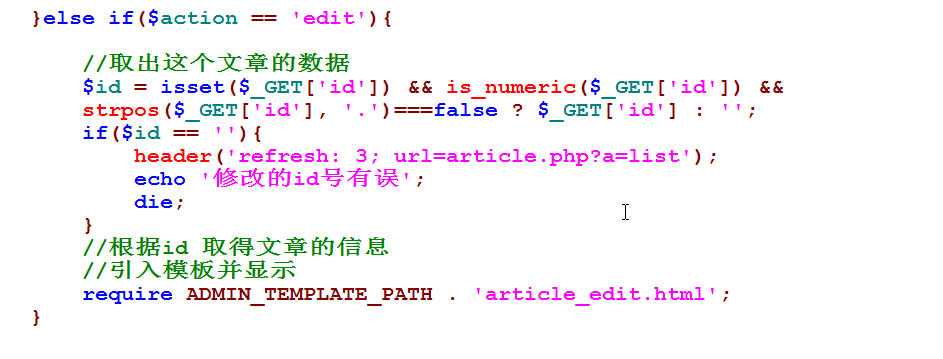 }else if($action == 'edit'){
//取出这个文章的数据
$id = isset($_GET['id']) && is_numeric($_GET['id']) &&
strpos($_GET['id'], '.')===false ? $_GET['id'] : '';
if($id == ''){
header('refresh: 3; url=article.php?a=list');
echo '修改的id号有误';
die;
}
//根据id 取得文章的信息
//引入模板并显示
require ADMIN_TEMPLATE_PATH . 'article_edit.html';
}